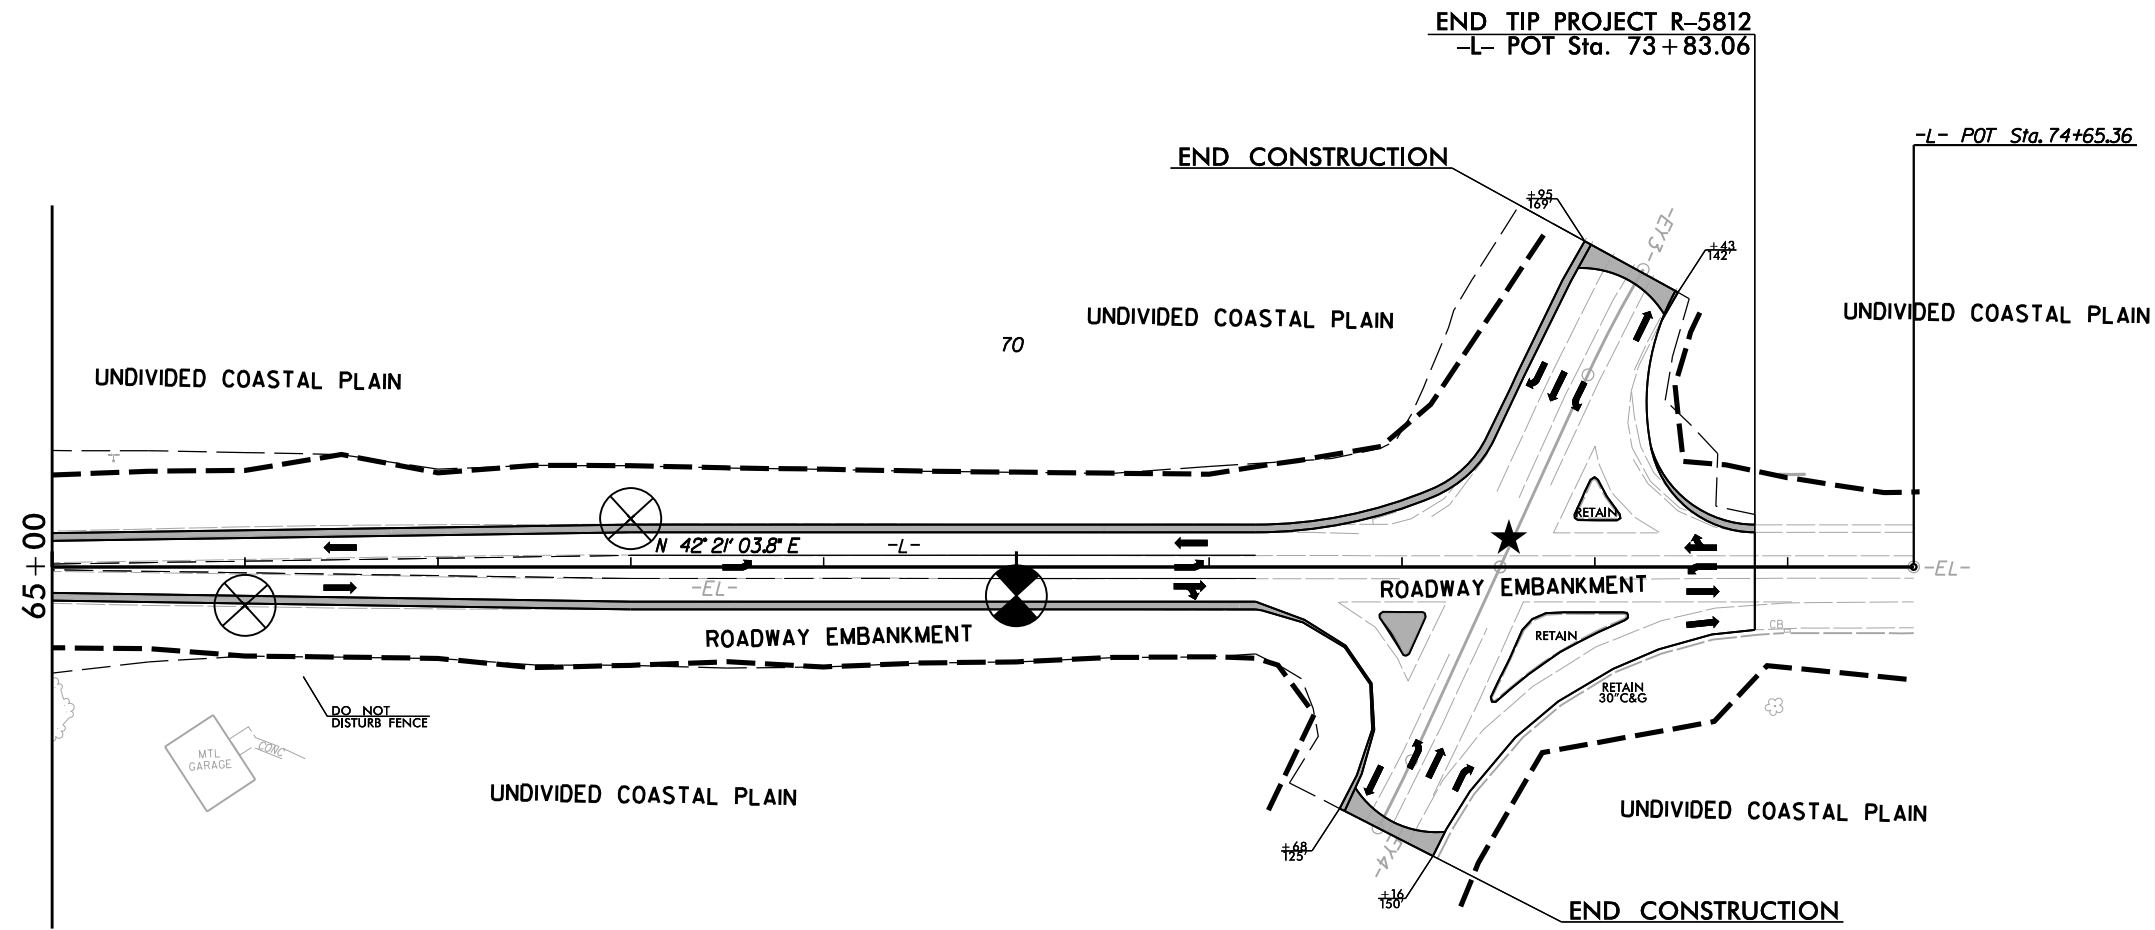 END TIP PROJECT R–5812
–L– POT Sta. 73+83.06
-L- POT Sta. 74+65.36
END CONSTRUCTION
+95
169'
-EY3-
+43
142'
UNDIVIDED COASTAL PLAIN
UNDIVIDED COASTAL PLAIN
70
UNDIVIDED COASTAL PLAIN
65+00
RETAIN
N 42° 21' 03.8" E
-L-
-EL-
-EL-
ROADWAY EMBANKMENT
ROADWAY EMBANKMENT
CB
RETAIN
RETAIN
30"C&G
DO NOT
DISTURB FENCE
MTL
GARAGE
CONC
UNDIVIDED COASTAL PLAIN
UNDIVIDED COASTAL PLAIN
+68
125'
-EY4-
+16
150'
END CONSTRUCTION